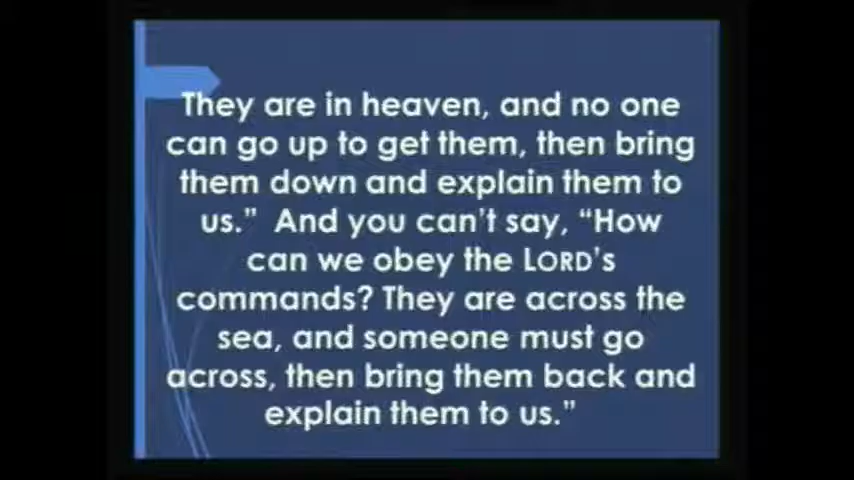 They are in heaven, and no one
can go up to get them, then bring
them down and explain them to
us.”  And you can’t say, “How
can we obey the LORD’s
commands? They are across the
sea, and someone must go
across, then bring them back and
explain them to us.”